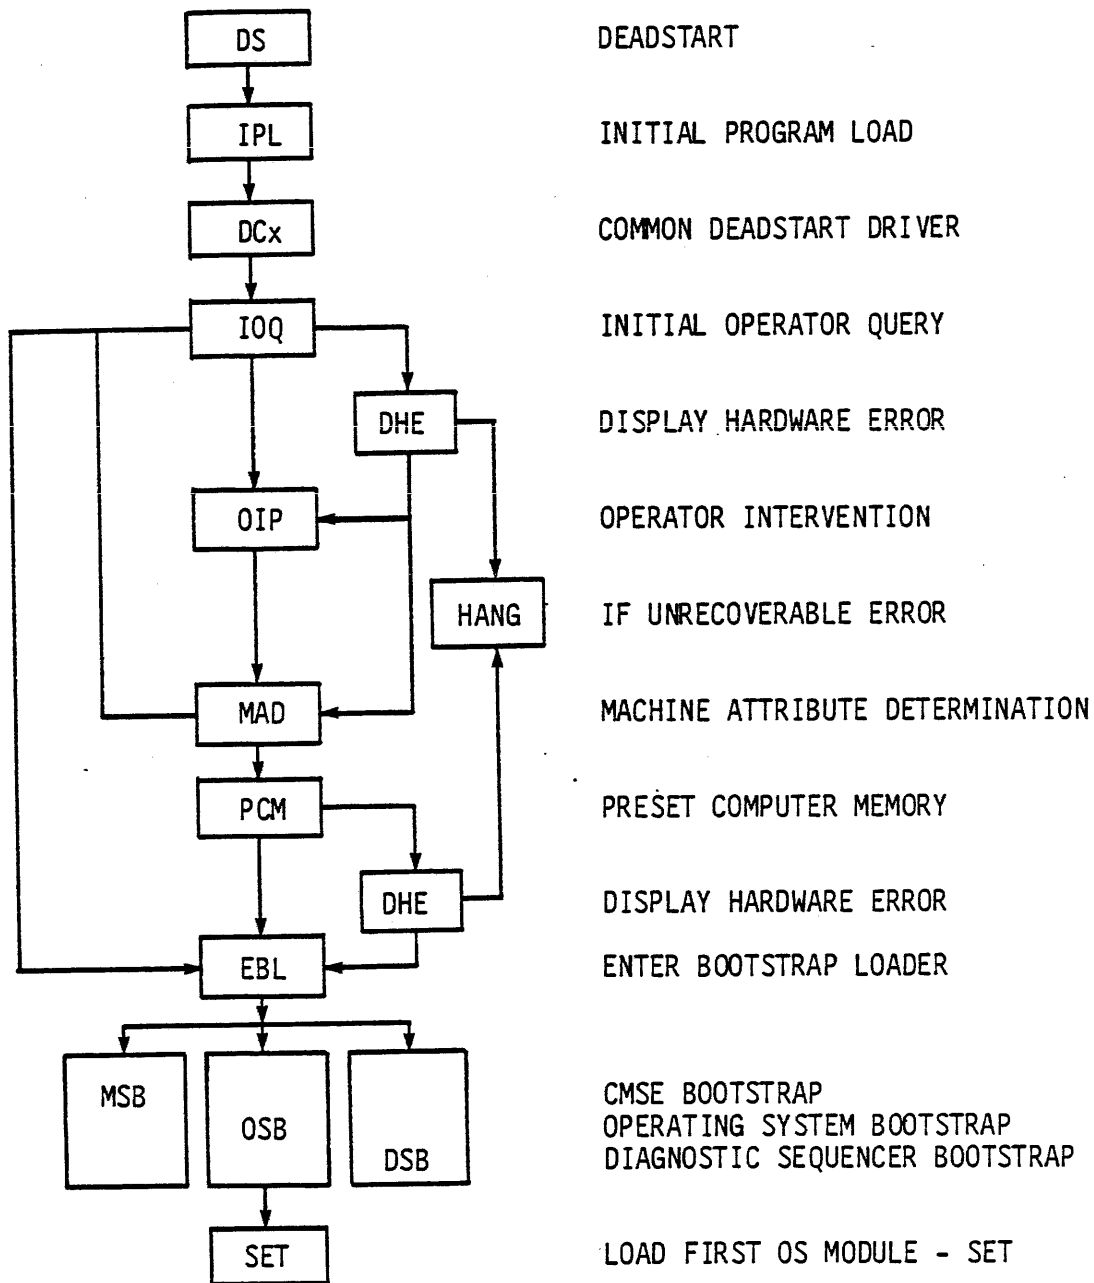 DS DEADSTART
IPL INITIAL PROGRAM LOAD
DCx COMMON DEADSTART DRIVER
IOQ INITIAL OPERATOR QUERY
DHE DISPLAY HARDWARE ERROR
OIP OPERATOR INTERVENTION
HANG IF UNRECOVERABLE ERROR
MAD MACHINE ATTRIBUTE DETERMINATION
PCM PRESET COMPUTER MEMORY
DHE DISPLAY HARDWARE ERROR
EBL ENTER BOOTSTRAP LOADER
MSB CMSE BOOTSTRAP
OSB OPERATING SYSTEM BOOTSTRAP
DSB DIAGNOSTIC SEQUENCER BOOTSTRAP
SET LOAD FIRST OS MODULE - SET